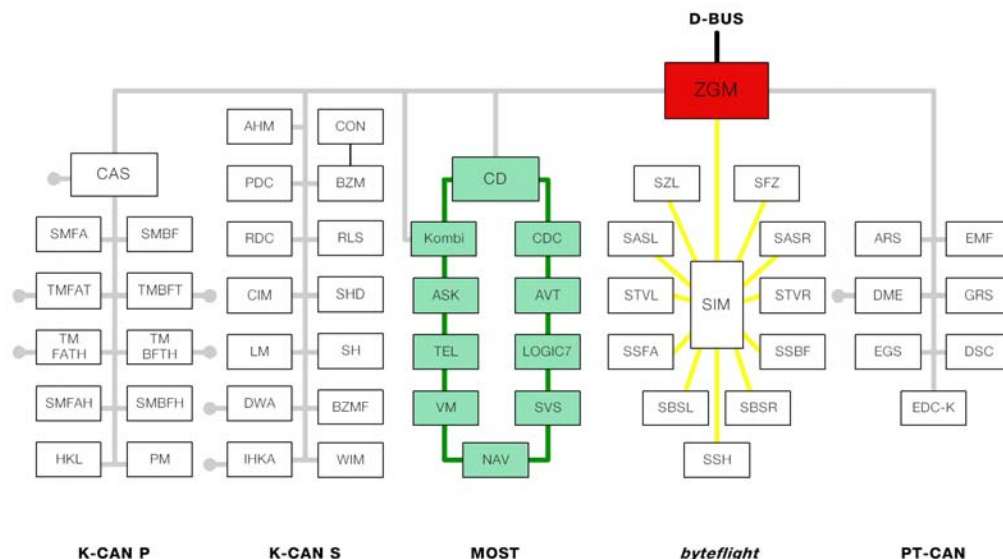 D-BUS
ZGM
CAS
SMFA
SMBF
TMFAT
TMBFT
TM
FATH
TM
BFTH
SMFAH
SMBFH
HKL
PM
AHM
CON
PDC
BZM
RDC
RLS
CIM
SHD
LM
SH
DWA
BZMF
IHKA
WIM
CD
Kombi
CDC
ASK
AVT
TEL
LOGIC7
VM
SVS
NAV
SZL
SFZ
SASL
SASR
STVL
SIM
STVR
SSFA
SSBF
SBSL
SBSR
SSH
ARS
EMF
DME
GRS
EGS
DSC
EDC-K
K-CAN P
K-CAN S
MOST
byteflight
PT-CAN